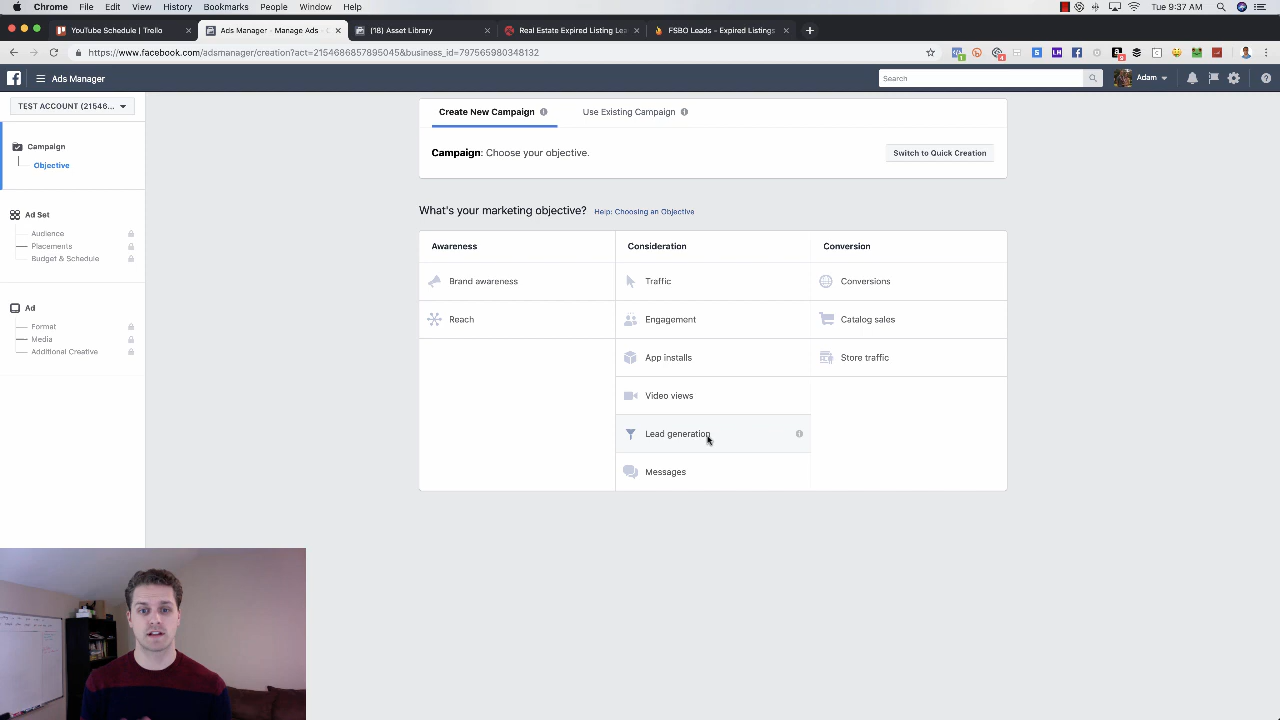 Chrome File Edit View History Bookmarks People Window Help
Tue 9:37 AM
YouTube Schedule | Trello
Ads Manager - Manage Ads - C
(18) Asset Library
Real Estate Expired Listing Lea
FSBO Leads – Expired Listings
https://www.facebook.com/adsmanager/creation?act=2154686857895045&business_id=797565980348132
Ads Manager
Search
Adam
TEST ACCOUNT (21546...
Campaign
Objective
Ad Set
Audience
Placements
Budget & Schedule
Ad
Format
Media
Additional Creative
Create New Campaign
Use Existing Campaign
Campaign: Choose your objective.
Switch to Quick Creation
What's your marketing objective? Help: Choosing an Objective
Awareness
Brand awareness
Reach
Consideration
Traffic
Engagement
App installs
Video views
Lead generation
Messages
Conversion
Conversions
Catalog sales
Store traffic